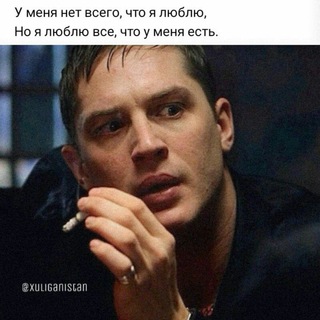 У меня нет всего, что я люблю,
Но я люблю все, что у меня есть.
@xuliganistan